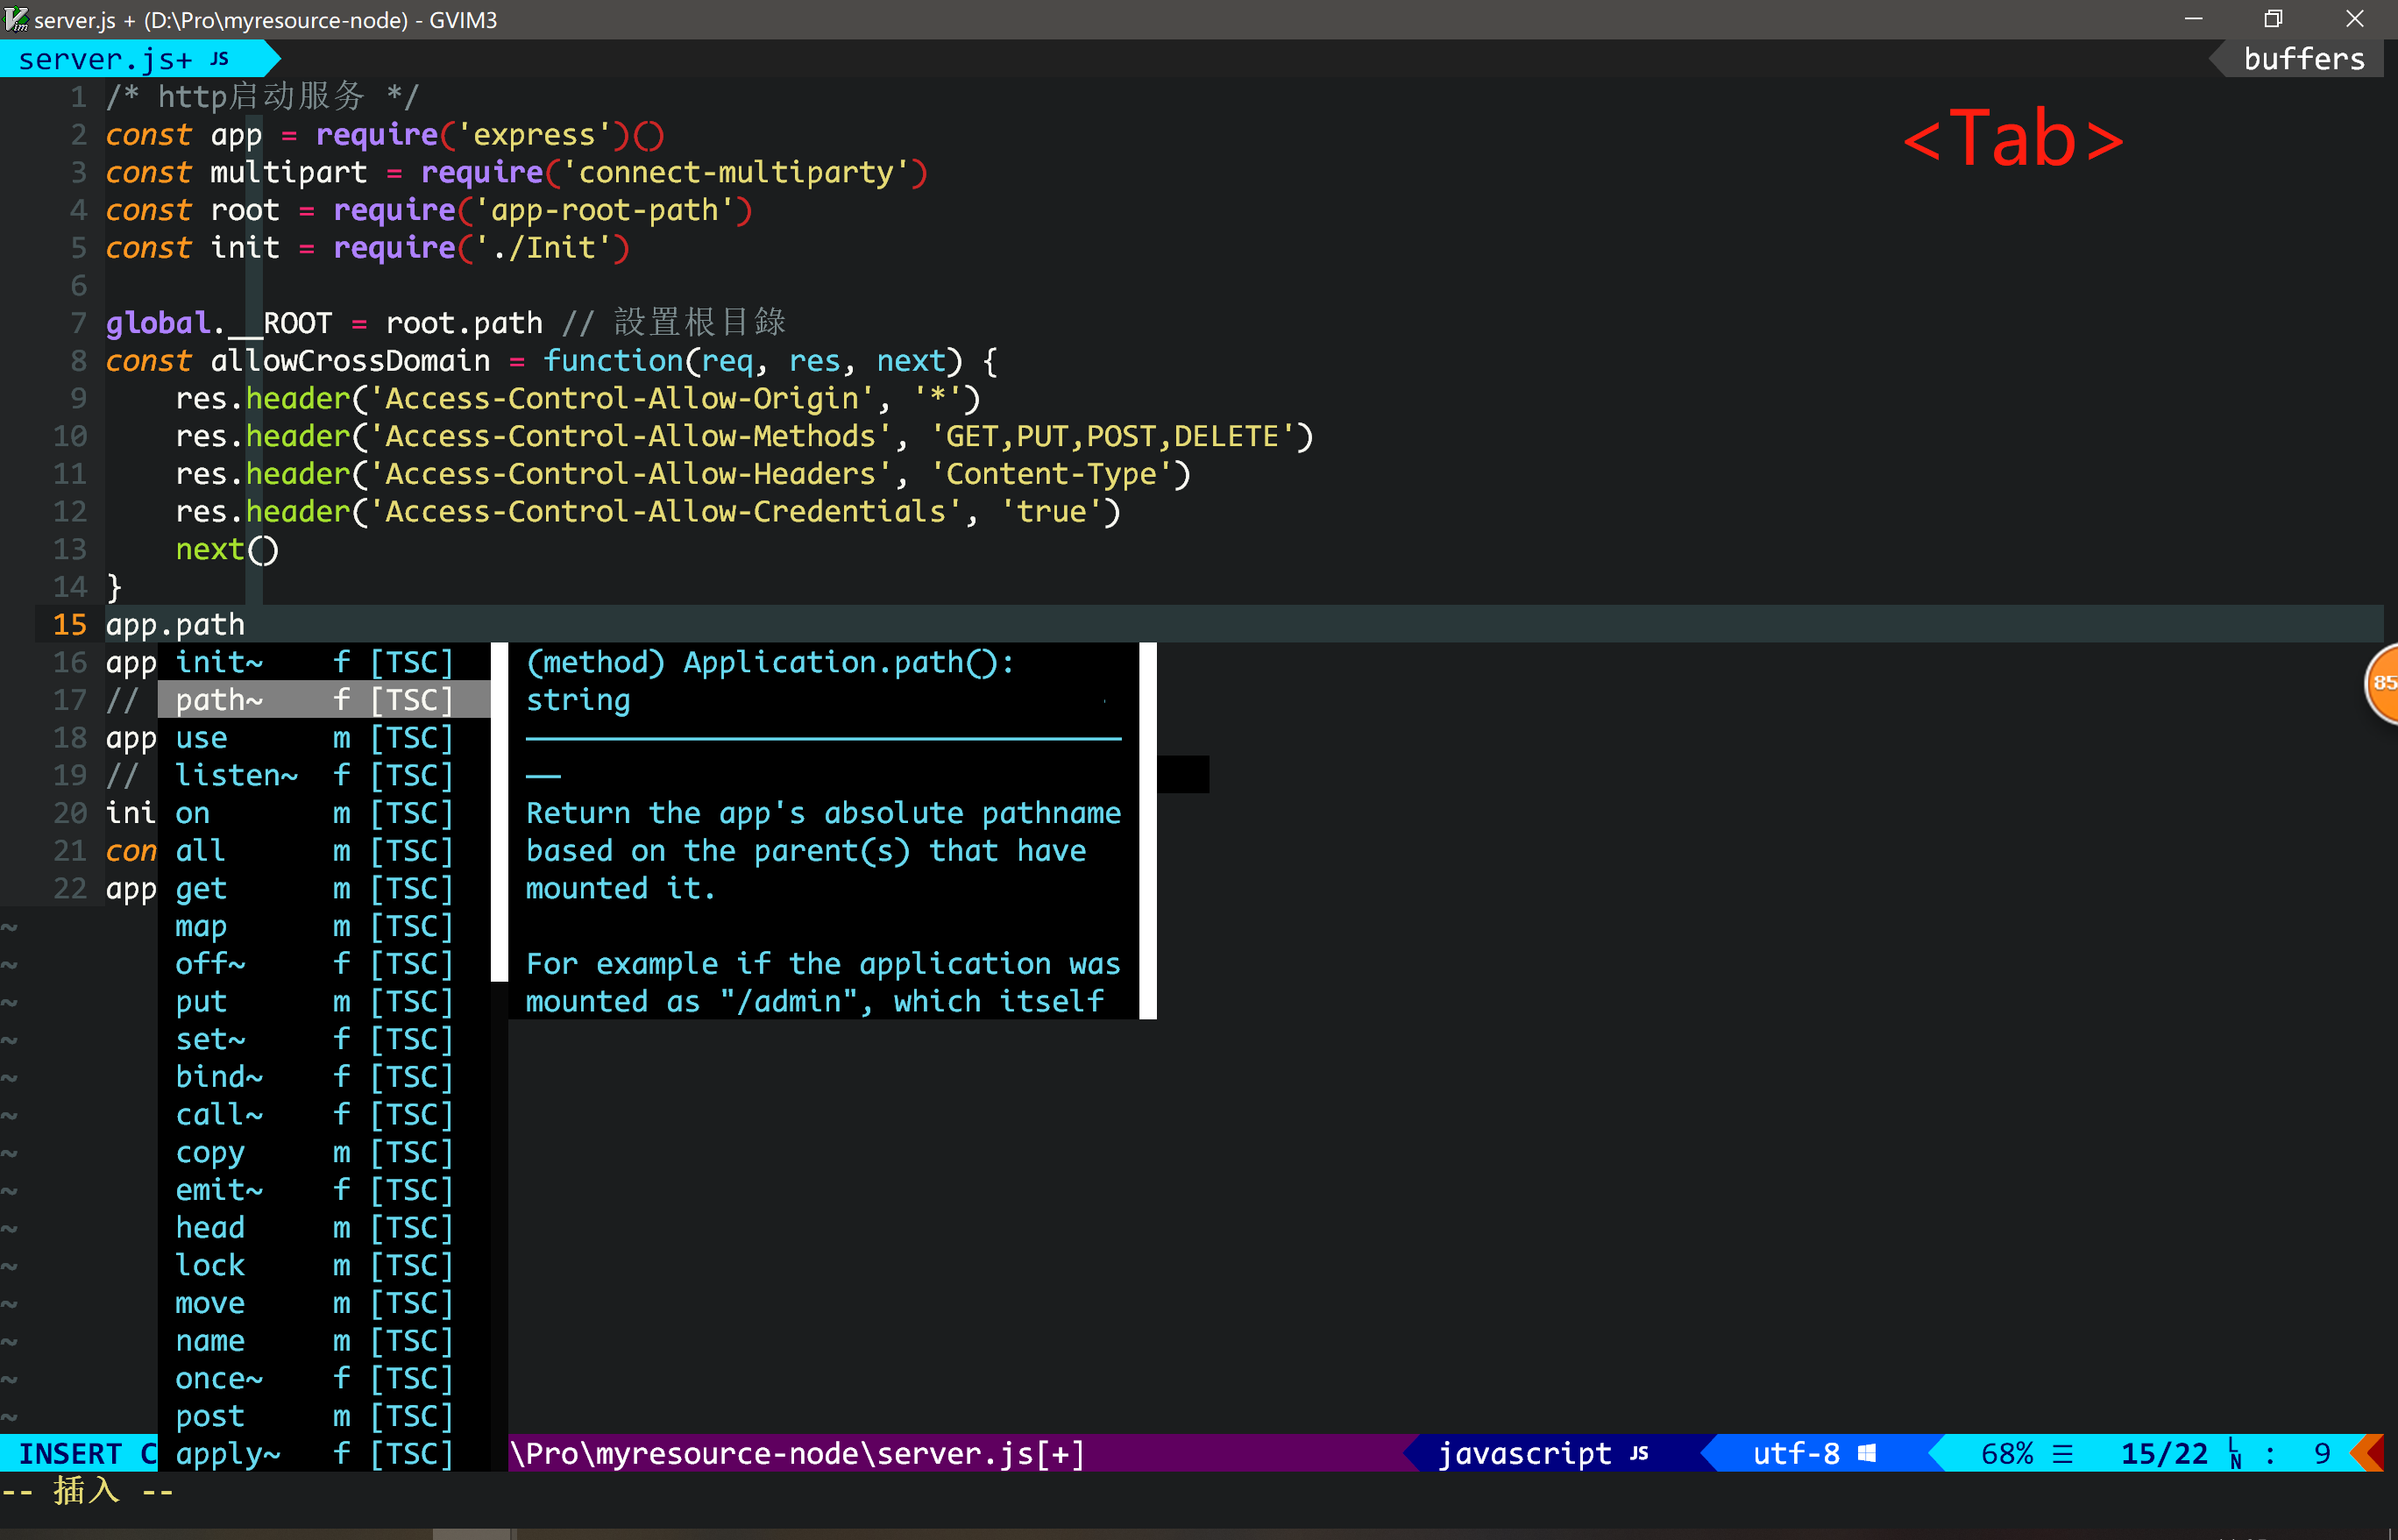 server.js + (D:\Pro\myresource-node) - GVIM3
server.js+ JS
buffers
<Tab>
1 /* http启动服务 */
2 const app = require('express')()
3 const multipart = require('connect-multiparty')
4 const root = require('app-root-path')
5 const init = require('./Init')
6
7 global.__ROOT = root.path // 設置根目錄
8 const allowCrossDomain = function(req, res, next) {
9 res.header('Access-Control-Allow-Origin', '*')
10 res.header('Access-Control-Allow-Methods', 'GET,PUT,POST,DELETE')
11 res.header('Access-Control-Allow-Headers', 'Content-Type')
12 res.header('Access-Control-Allow-Credentials', 'true')
13 next()
14 }
15 app.path
16 app
17 //
18 app
19 //
20 ini
21 con
22 app
init~ f [TSC]
path~ f [TSC]
use m [TSC]
listen~ f [TSC]
on m [TSC]
all m [TSC]
get m [TSC]
map m [TSC]
off~ f [TSC]
put m [TSC]
set~ f [TSC]
bind~ f [TSC]
call~ f [TSC]
copy m [TSC]
emit~ f [TSC]
head m [TSC]
lock m [TSC]
move m [TSC]
name m [TSC]
once~ f [TSC]
post m [TSC]
apply~ f [TSC]
(method) Application.path():
string
Return the app's absolute pathname
based on the parent(s) that have
mounted it.
For example if the application was
mounted as "/admin", which itself
85
INSERT C
\Pro\myresource-node\server.js[+]
javascript JS
utf-8
68% ☰ 15/22 LN : 9
-- 插入 --